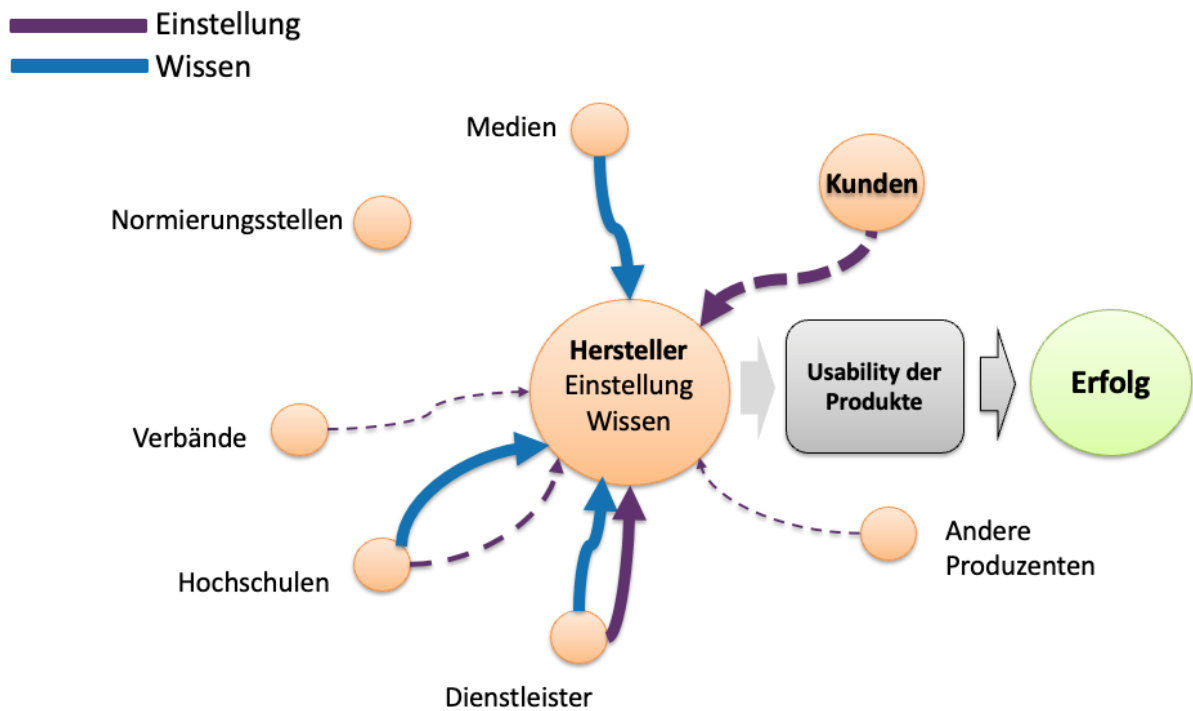 Einstellung
Wissen
Medien
Kunden
Normierungsstellen
Hersteller
Einstellung
Wissen
Usability der
Produkte
Erfolg
Verbände
Andere
Produzenten
Hochschulen
Dienstleister